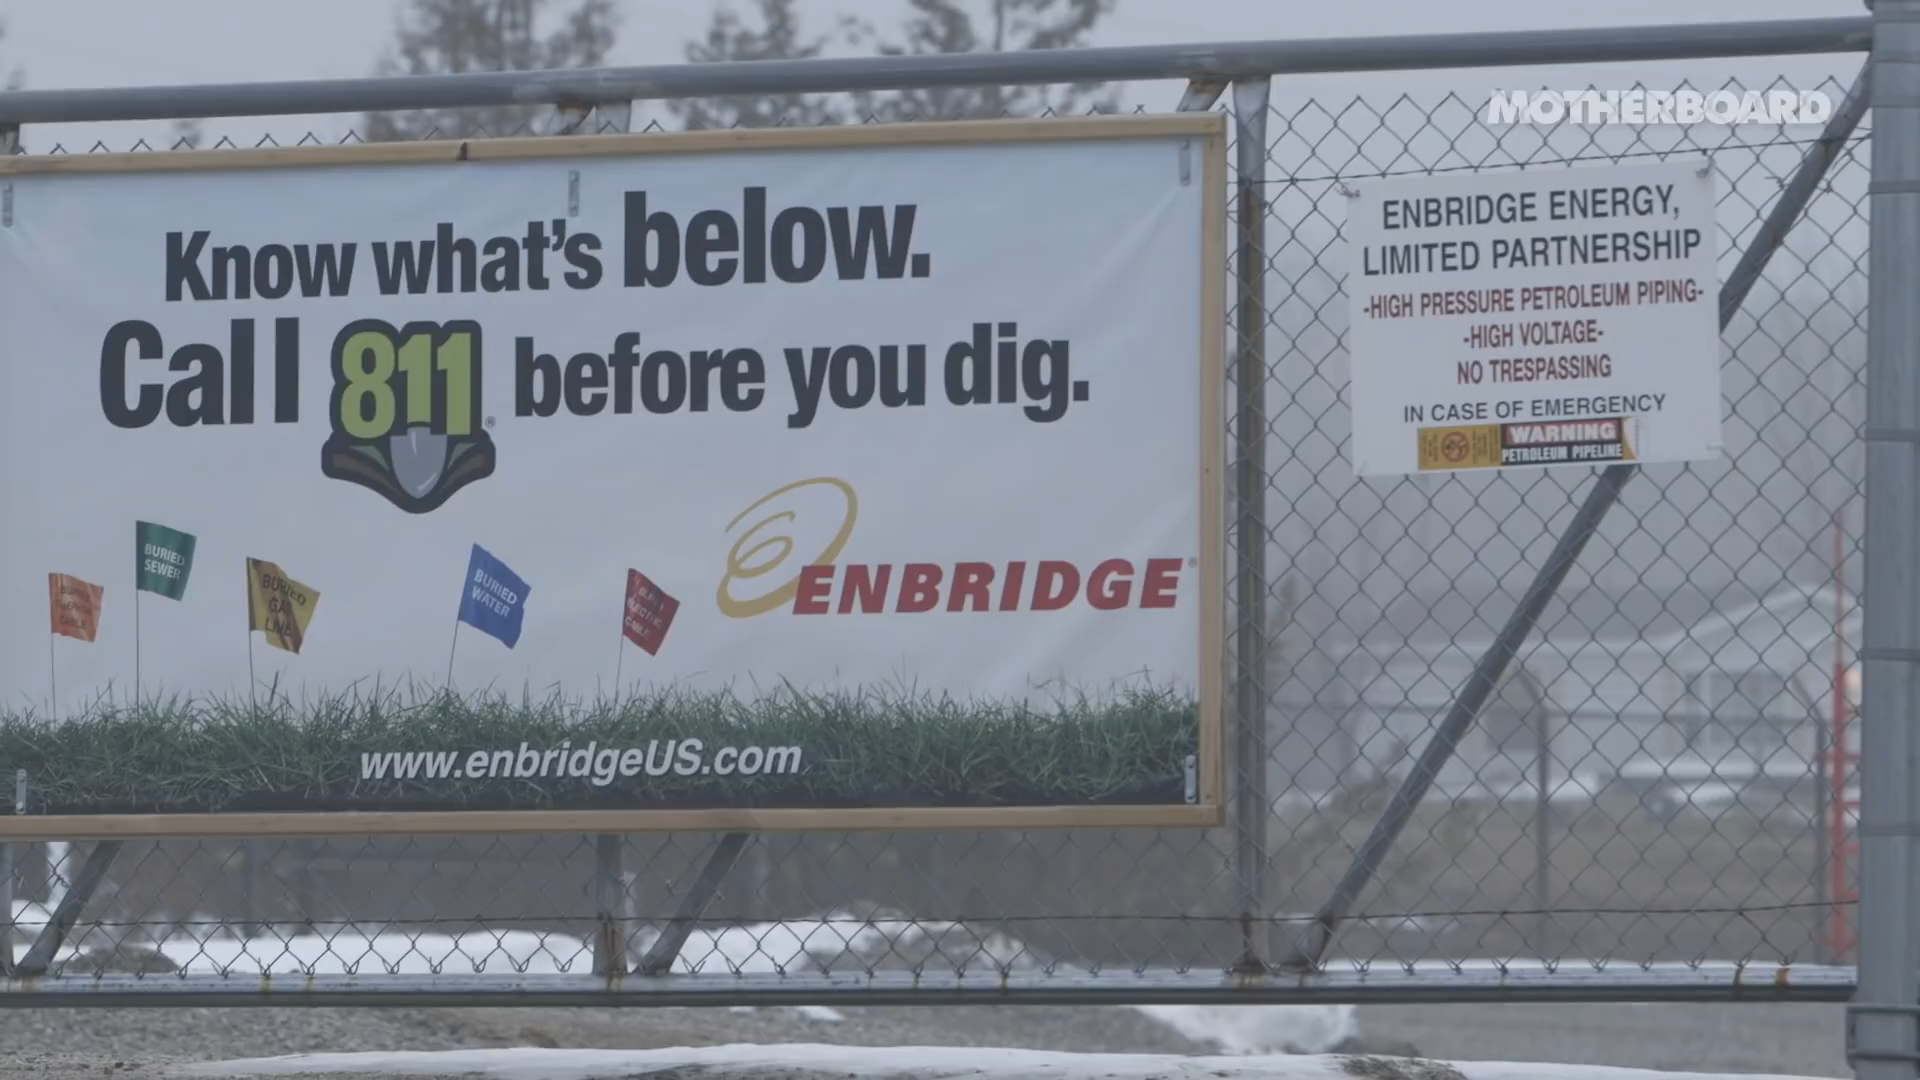 MOTHERBOARD
Know what's below.
Call 811 before you dig.
BURIED
SEWER
BURIED
GAS
LINE
BURIED
WATER
CABLE
ENBRIDGE
www.enbridgeUS.com
ENBRIDGE ENERGY,
LIMITED PARTNERSHIP
-HIGH PRESSURE PETROLEUM PIPING-
-HIGH VOLTAGE-
NO TRESPASSING
IN CASE OF EMERGENCY
WARNING
PETROLEUM PIPELINE